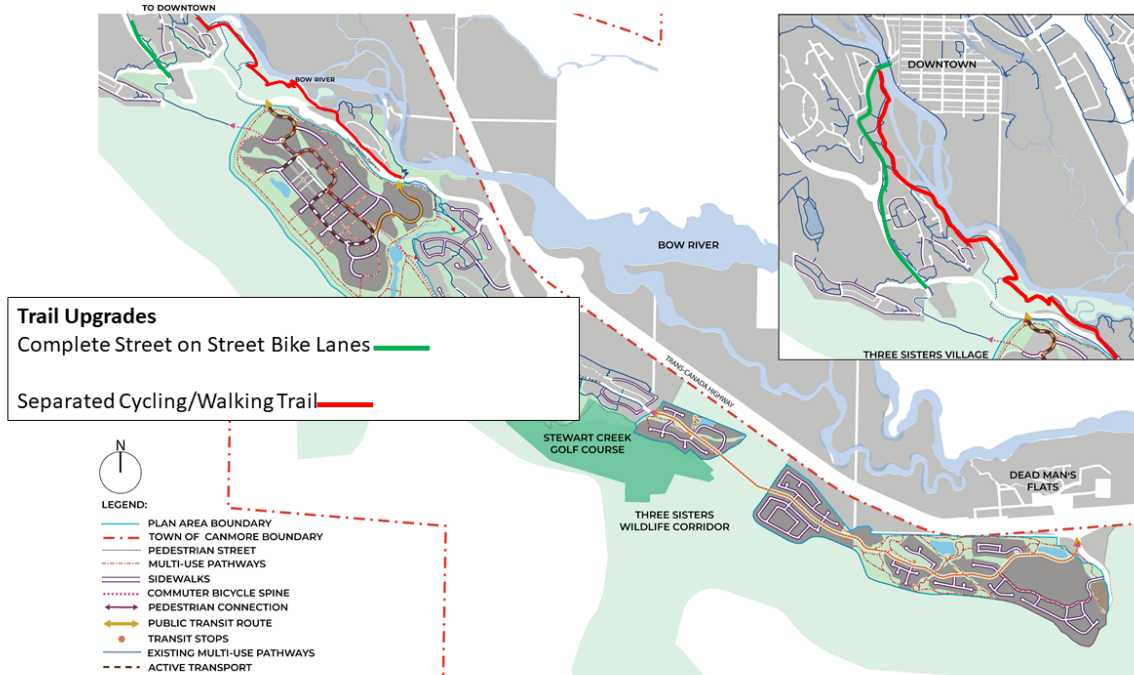 TO DOWNTOWN
BOW RIVER
DOWNTOWN
THREE SISTERS VILLAGE
BOW RIVER
Trail Upgrades
Complete Street on Street Bike Lanes
Separated Cycling/Walking Trail
TRANS-CANADA HIGHWAY
STEWART CREEK
GOLF COURSE
THREE SISTERS
WILDLIFE CORRIDOR
DEAD MAN'S
FLATS
N
LEGEND:
PLAN AREA BOUNDARY
TOWN OF CANMORE BOUNDARY
PEDESTRIAN STREET
MULTI-USE PATHWAYS
SIDEWALKS
COMMUTER BICYCLE SPINE
PEDESTRIAN CONNECTION
PUBLIC TRANSIT ROUTE
TRANSIT STOPS
EXISTING MULTI-USE PATHWAYS
ACTIVE TRANSPORT